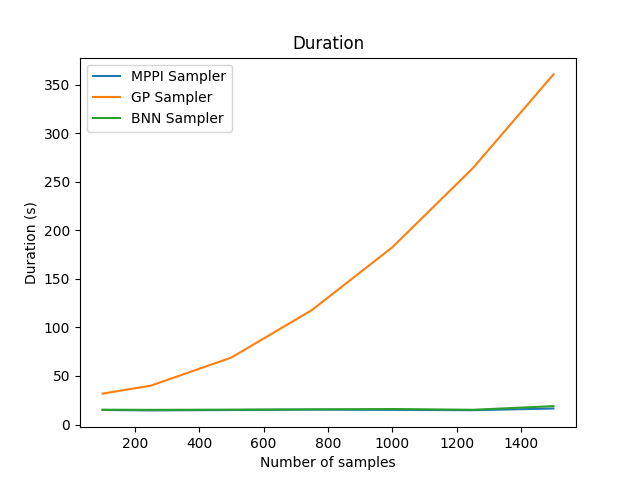 Duration
MPPI Sampler
GP Sampler
BNN Sampler
Duration (s)
350
300
250
200
150
100
50
0
200 400 600 800 1000 1200 1400
Number of samples